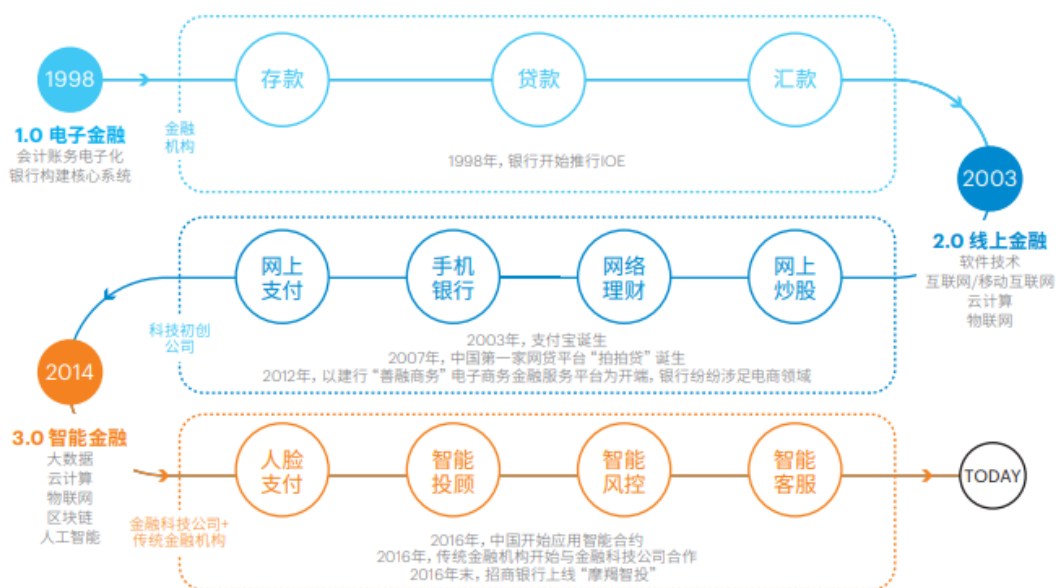 1998
1.0 电子金融
会计账务电子化
银行构建核心系统
金融
机构
存款
贷款
汇款
1998年，银行开始推行IOE
2003
2.0 线上金融
软件技术
互联网/移动互联网
云计算
物联网
网上
支付
手机
银行
网络
理财
网上
炒股
科技初创
公司
2003年，支付宝诞生
2007年，中国第一家网贷平台“拍拍贷”诞生
2012年，以建行“善融商务”电子商务金融服务平台为开端，银行纷纷涉足电商领域
2014
3.0 智能金融
大数据
云计算
物联网
区块链
人工智能
金融科技公司+
传统金融机构
人脸
支付
智能
投顾
智能
风控
智能
客服
TODAY
2016年，中国开始应用智能合约
2016年，传统金融机构开始与金融科技公司合作
2016年末，招商银行上线“摩羯智投”